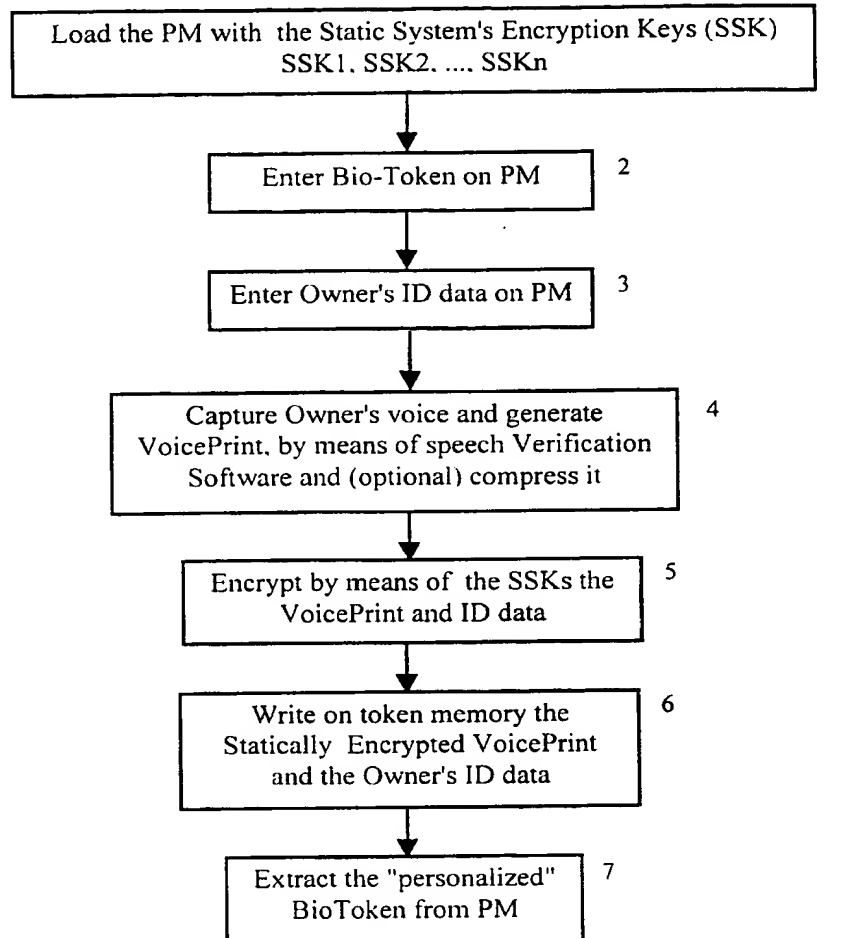 Load the PM with the Static System's Encryption Keys (SSK)
SSK1, SSK2, ...., SSKn
Enter Bio-Token on PM
2
Enter Owner's ID data on PM
3
Capture Owner's voice and generate
VoicePrint, by means of speech Verification
Software and (optional) compress it
4
Encrypt by means of the SSKs the
VoicePrint and ID data
5
Write on token memory the
Statically Encrypted VoicePrint
and the Owner's ID data
6
Extract the "personalized"
BioToken from PM
7